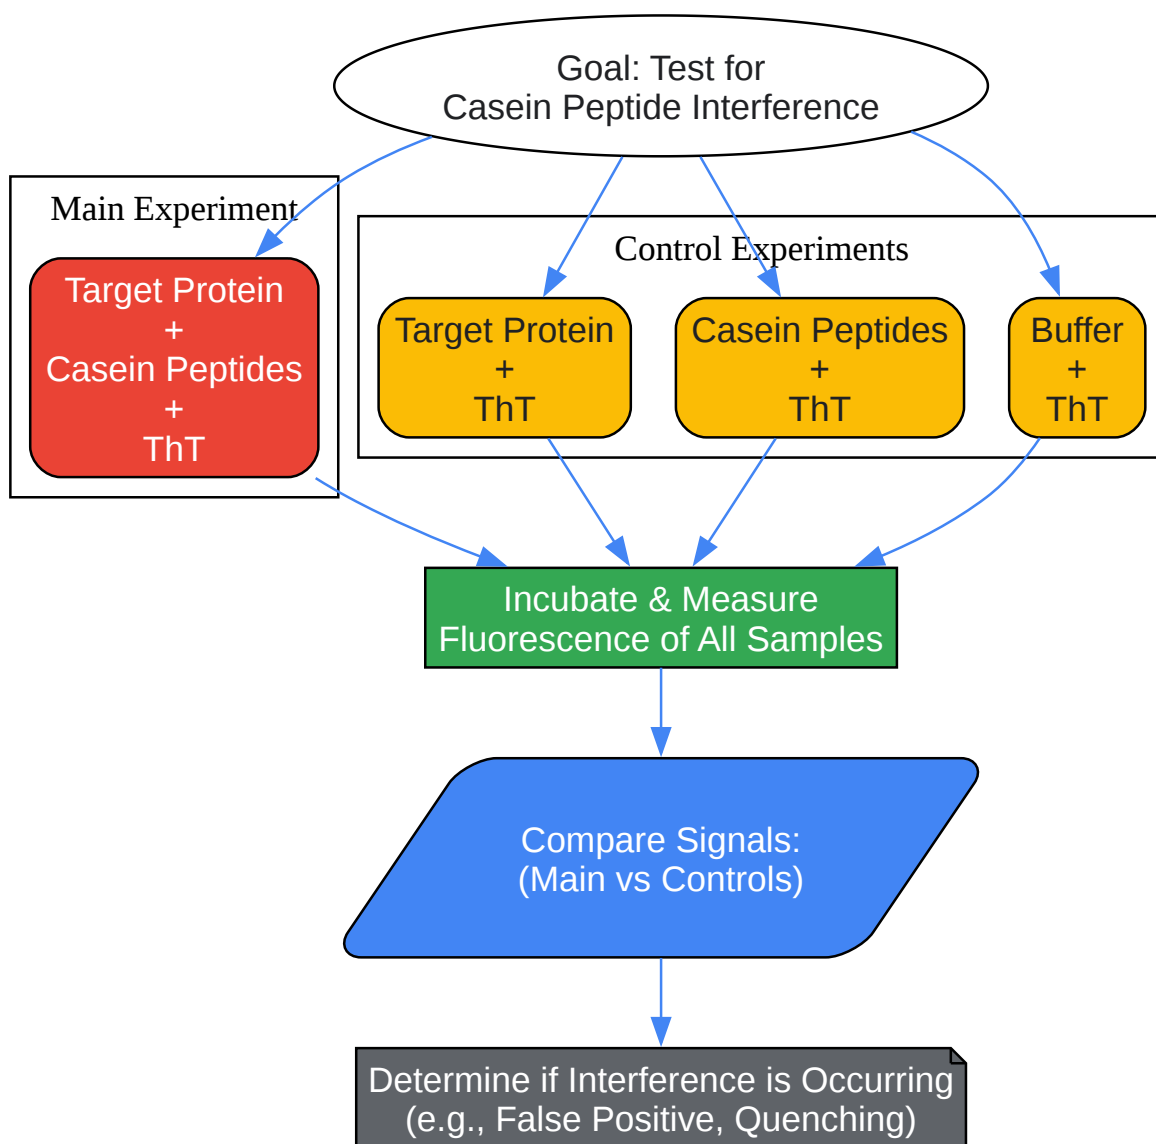 Goal: Test for
Casein Peptide Interference
Main Experiment
Target Protein
+
Casein Peptides
+
ThT
Control Experiments
Target Protein
+
ThT
Casein Peptides
+
ThT
Buffer
+
ThT
Incubate & Measure
Fluorescence of All Samples
Compare Signals:
(Main vs Controls)
Determine if Interference is Occurring
(e.g., False Positive, Quenching)